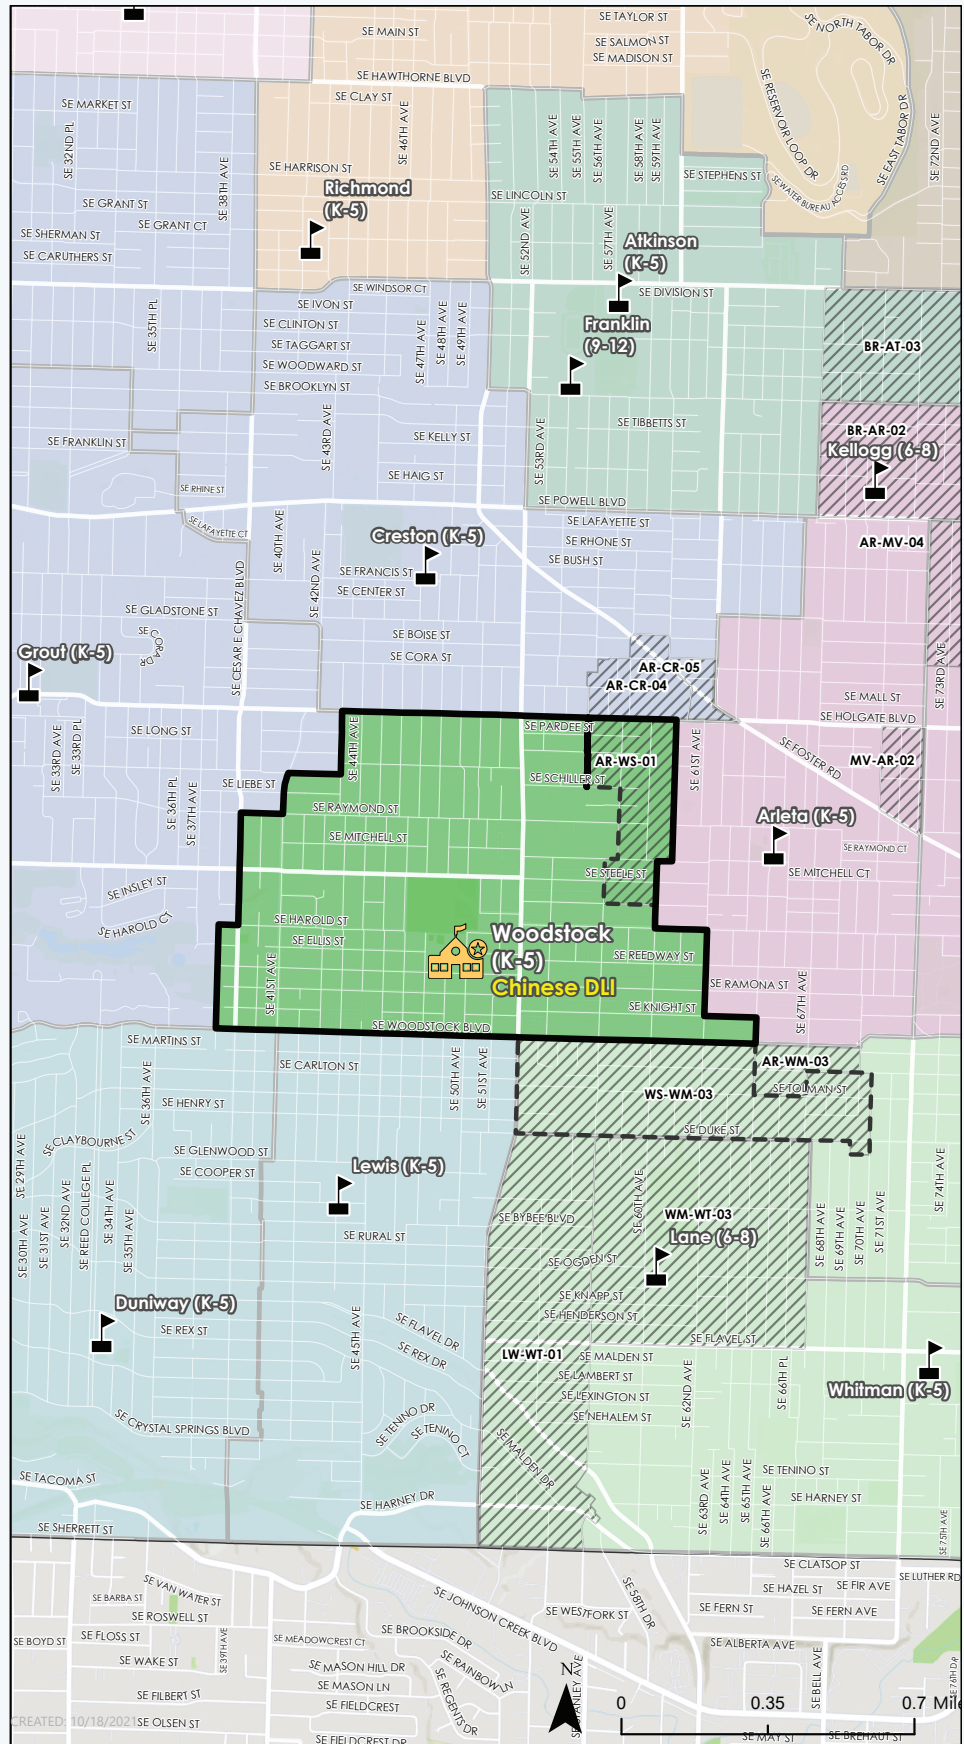 SE TAYLOR ST
SE MAIN ST
SE NORTH TABOR DR
SE SALMON ST
SE MADISON ST
SE HAWTHORNE BLVD
SE CLAY ST
SE RESERVOIR LOOP DR
SE EAST TABOR DR
SE MARKET ST
SE 32ND PL
SE 46TH AVE
SE 54TH AVE
SE 55TH AVE
SE 56TH AVE
SE 58TH AVE
SE 59TH AVE
SE 72ND AVE
SE 38TH AVE
SE HARRISON ST
SE STEPHENS ST
SE WATER BUREAU ACCESS RD
Richmond
(K-5)
SE LINCOLN ST
SE GRANT ST
SE GRANT CT
SE SHERMAN ST
SE CARUTHERS ST
SE 52ND AVE
SE 57TH AVE
Atkinson
(K-5)
SE WINDSOR CT
SE DIVISION ST
SE IVON ST
SE 35TH PL
SE CLINTON ST
SE TAGGART ST
SE WOODWARD ST
SE BROOKLYN ST
SE 47TH AVE
SE 48TH AVE
SE 49TH AVE
Franklin
(9-12)
BR-AT-03
SE FRANKLIN ST
SE 43RD AVE
SE KELLY ST
SE 53RD AVE
SE TIBBETTS ST
BR-AR-02
Kellogg (6-8)
SE HAIG ST
SE RHINE ST
SE POWELL BLVD
SE LAFAYETTE CT
SE 40TH AVE
SE LAFAYETTE ST
SE RHONE ST
SE BUSH ST
Creston (K-5)
AR-MV-04
SE 42ND AVE
SE FRANCIS ST
SE CENTER ST
SE CESAR E CHAVEZ BLVD
SE GLADSTONE ST
SE CORA DR
SE BOISE ST
SE CORA ST
Grout (K-5)
AR-CR-05
AR-CR-04
SE 73RD AVE
SE MALL ST
SE HOLGATE BLVD
SE 33RD AVE
SE 33RD PL
SE LONG ST
SE 44TH AVE
SE PARDEE ST
SE 61ST AVE
SE FOSTER RD
MV-AR-02
AR-WS-01
SE LIEBE ST
SE SCHILLER ST
SE 36TH PL
SE 37TH AVE
SE RAYMOND ST
SE MITCHELL ST
Arleta (K-5)
SE RAYMOND CT
SE STEELE ST
SE MITCHELL CT
SE INSLEY ST
SE HAROLD CT
SE HAROLD ST
SE ELLIS ST
Woodstock
(K-5)
Chinese DLI
SE REEDWAY ST
SE 41ST AVE
SE RAMONA ST
SE 67TH AVE
SE KNIGHT ST
SE WOODSTOCK BLVD
SE MARTINS ST
SE CARLTON ST
SE 50TH AVE
SE 51ST AVE
AR-WM-03
SE 36TH AVE
SE HENRY ST
WS-WM-03
SE TOLMAN ST
SE DUKE ST
SE CLAYBOURNE ST
SE GLENWOOD ST
SE COOPER ST
Lewis (K-5)
SE 29TH AVE
SE 30TH AVE
SE 31ST AVE
SE 32ND AVE
SE REED COLLEGE PL
SE 34TH AVE
SE 35TH AVE
SE 60TH AVE
SE 74TH AVE
SE BYBEE BLVD
WM-WT-03
Lane (6-8)
SE 68TH AVE
SE 69TH AVE
SE 70TH AVE
SE 71ST AVE
SE RURAL ST
SE OGDEN ST
SE KNAPP ST
SE HENDERSON ST
Duniway (K-5)
SE REX ST
SE 45TH AVE
SE FLAVEL DR
SE REX DR
SE FLAVEL ST
LW-WT-01
SE MALDEN ST
SE LAMBERT ST
SE LEXINGTON ST
SE NEHALEM ST
SE 62ND AVE
SE 66TH PL
Whitman (K-5)
SE CRYSTAL SPRINGS BLVD
SE TENINO DR
SE TENINO CT
SE MALDEN DR
SE TACOMA ST
SE HARNEY DR
SE 63RD AVE
SE 64TH AVE
SE 65TH AVE
SE 66TH AVE
SE TENINO ST
SE HARNEY ST
SE 75TH AVE
SE SHERRETT ST
SE CLATSOP ST
SE LUTHER RD
SE VAN WATER ST
SE BARBA ST
SE ROSWELL ST
SE JOHNSON CREEK BLVD
SE 58TH DR
SE HAZEL ST
SE FIR AVE
SE WESTFORK ST
SE FERN ST
SE FERN AVE
SE BOYD ST
SE FLOSS ST
SE 39TH AVE
SE MEADOWCREST CT
SE BROOKSIDE DR
SE ALBERTA AVE
SE WAKE ST
SE MASON HILL DR
SE MASON LN
SE RAINBOW LN
SE REGENTS DR
SE BELL AVE
SE 76TH DR
SE FILBERT ST
SE FIELDCREST
SE STANLEY AVE
N
0 0.35 0.7 Mile
CREATED: 10/18/2021
SE OLSEN ST
SE FIELDCREST DR
SE MAY ST
SE BREHAUT ST